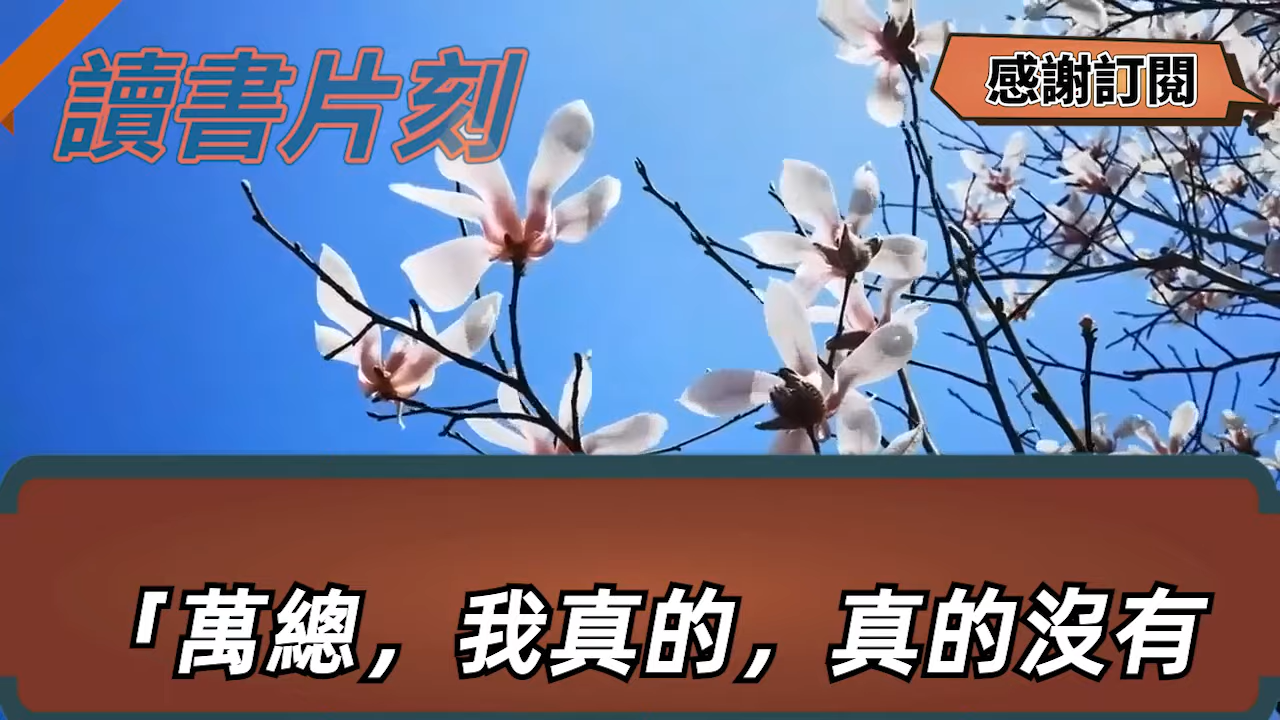 讀書片刻
感謝訂閱
「萬總，我真的，真的沒有